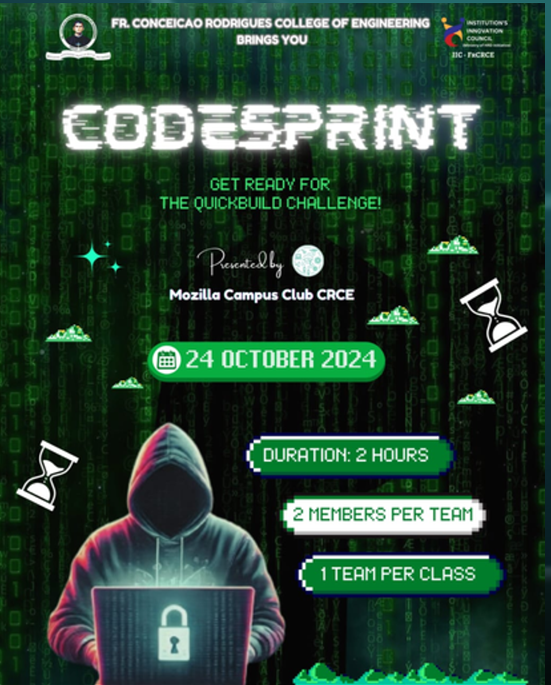 FR. CONCEICAO RODRIGUES COLLEGE OF ENGINEERING
BRINGS YOU
INSTITUTION'S
INNOVATION
COUNCIL
IIC - FrCRCE
CODESPRINT
GET READY FOR
THE QUICKBUILD CHALLENGE!
Presented by
Mozilla Campus Club CRCE
24 OCTOBER 2024
DURATION: 2 HOURS
2 MEMBERS PER TEAM
1 TEAM PER CLASS